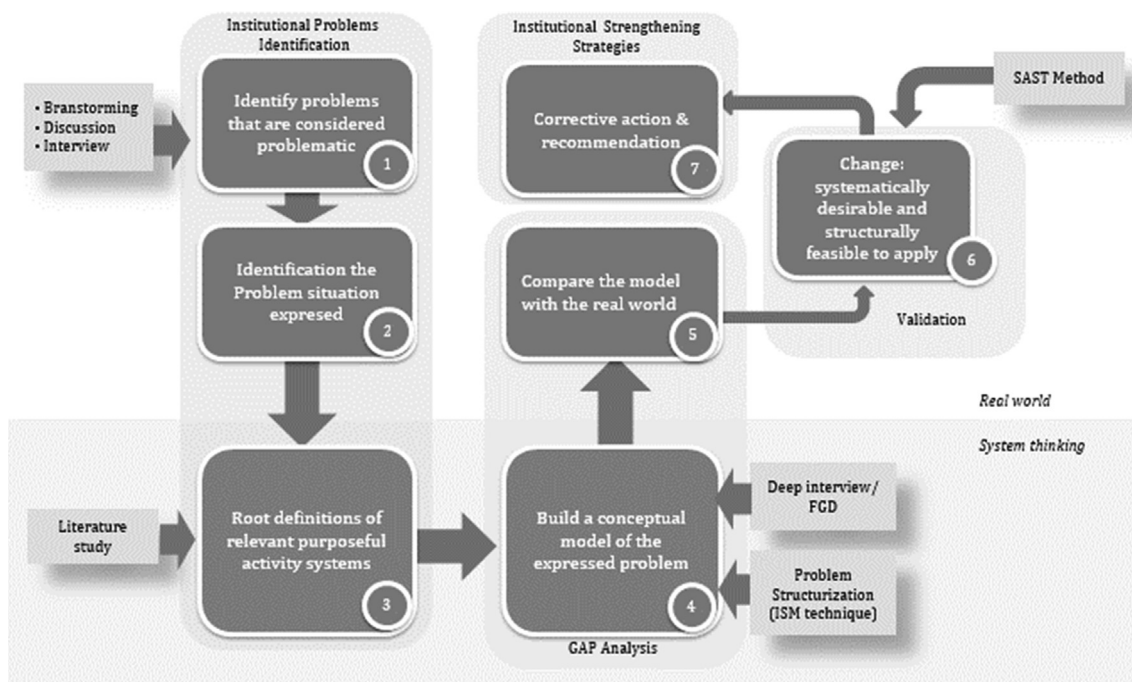 Institutional Problems
Identification
• Branstorming
• Discussion
• Interview
Identify problems
that are considered
problematic
1
Identification the
Problem situation
expresed
2
Literature
study
Root definitions of
relevant purposeful
activity systems
3
Build a conceptual
model of the
expressed problem
4
GAP Analysis
Deep interview/
FGD
Problem
Structurization
(ISM technique)
Compare the model
with the real world
5
Change:
systematically
desirable and
structurally
feasible to apply
6
Validation
SAST Method
Institutional Strengthening
Strategies
Corrective action &
recommendation
7
Real world
System thinking